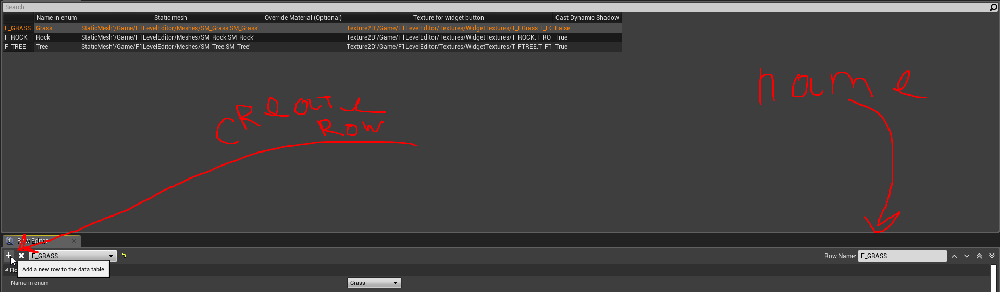 Search
Name in enum Static mesh Override Material (Optional) Texture for widget button Cast Dynamic Shadow
F_GRASS Grass StaticMesh'/Game/F1LevelEditor/Meshes/SM_Grass.SM_Grass' Texture2D'/Game/F1LevelEditor/Textures/WidgetTextures/T_FGrass.T_FG False
F_ROCK Rock StaticMesh'/Game/F1LevelEditor/Meshes/SM_Rock.SM_Rock' Texture2D'/Game/F1LevelEditor/Textures/WidgetTextures/T_ROCK.T_RO True
F_TREE Tree StaticMesh'/Game/F1LevelEditor/Meshes/SM_Tree.SM_Tree' Texture2D'/Game/F1LevelEditor/Textures/WidgetTextures/T_FTREE.T_FT True
name
CReaTe
Row
Row Editor
F_GRASS Row Name: F_GRASS
Add a new row to the data table
Ro
Name in enum Grass